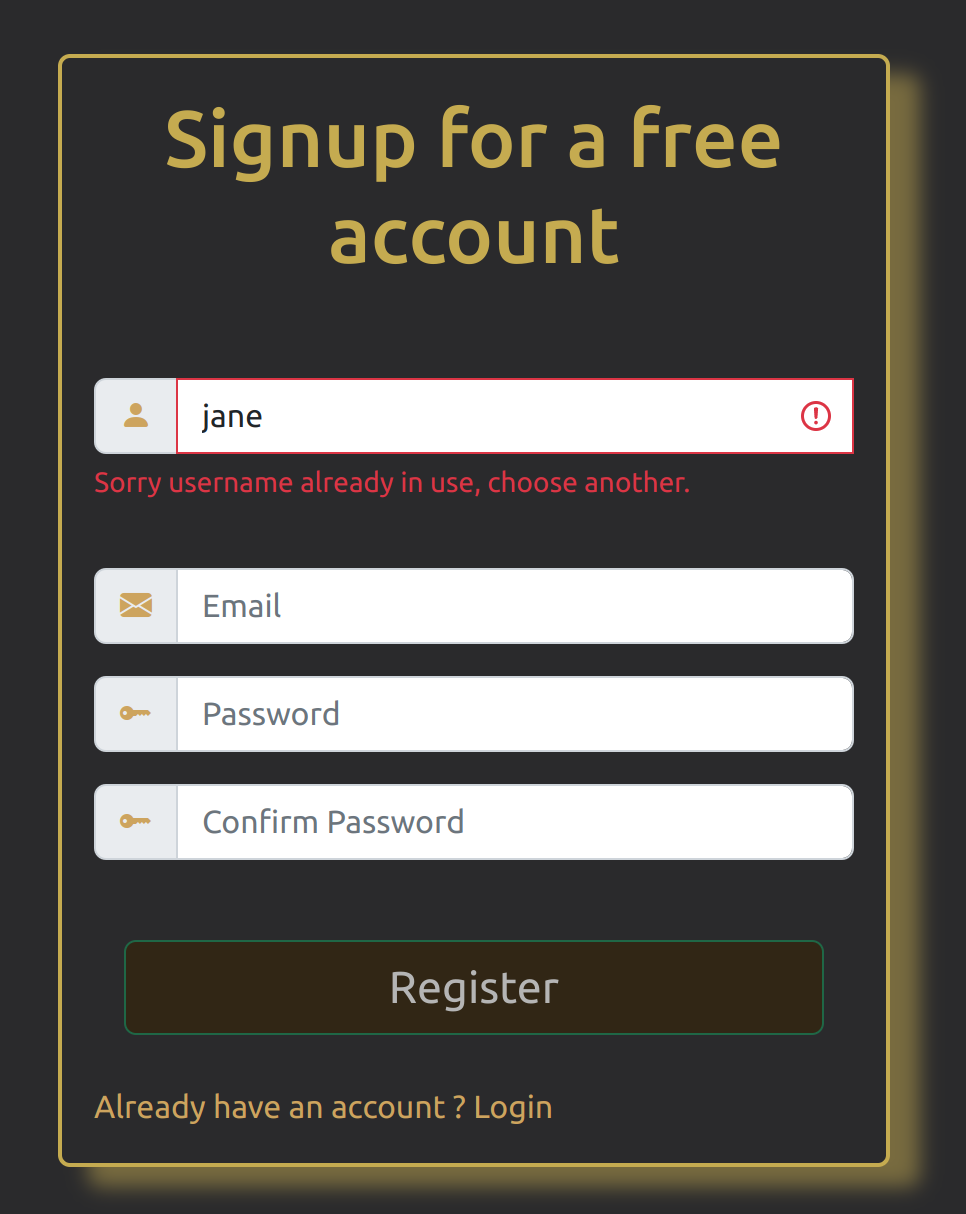 Signup for a free
account
jane
Sorry username already in use, choose another.
Email
Password
Confirm Password
Register
Already have an account ? Login